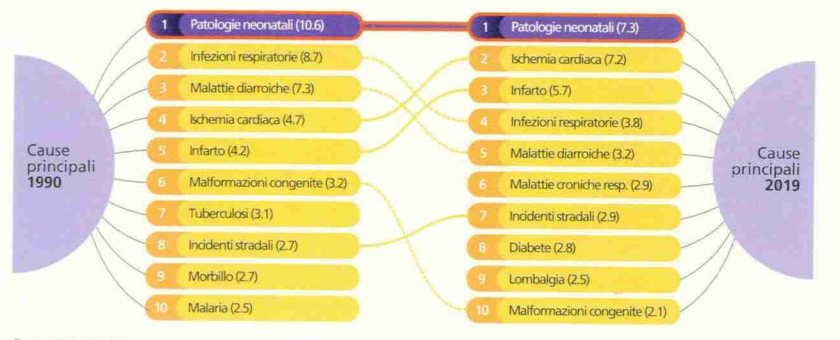 Cause
principali
1990
1 Patologie neonatali (10.6)
2 Infezioni respiratorie (8.7)
3 Malattie diarroiche (7.3)
4 Ischemia cardiaca (4.7)
5 Infarto (4.2)
6 Malformazioni congenite (3.2)
7 Tuberculosi (3.1)
8 Incidenti stradali (2.7)
9 Morbillo (2.7)
10 Malaria (2.5)
1 Patologie neonatali (7.3)
2 Ischemia cardiaca (7.2)
3 Infarto (5.7)
4 Infezioni respiratorie (3.8)
5 Malattie diarroiche (3.2)
6 Malattie croniche resp. (2.9)
7 Incidenti stradali (2.9)
8 Diabete (2.8)
9 Lombalgia (2.5)
10 Malformazioni congenite (2.1)
Cause
principali
2019